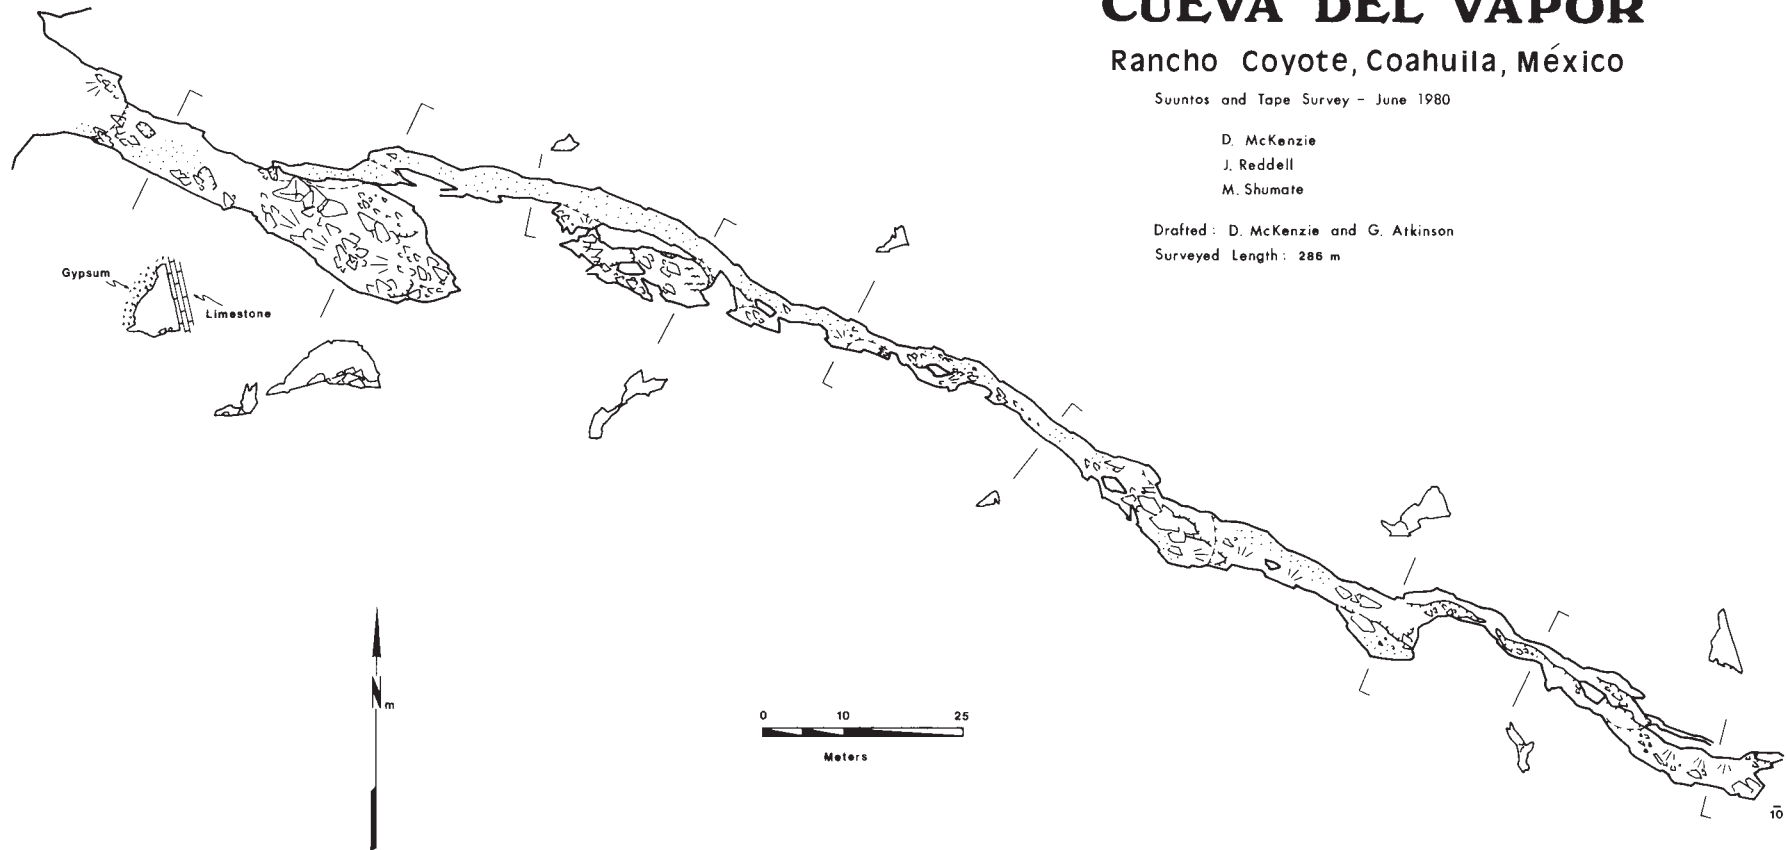 CUEVA DEL VAPOR
Rancho Coyote, Coahuila, México
Suuntos and Tape Survey - June 1980
D. McKenzie
J. Reddell
M. Shumate
Drafted: D. McKenzie and G. Atkinson
Surveyed Length: 286 m
Gypsum
Limestone
N
m
0 10 25
Meters
10